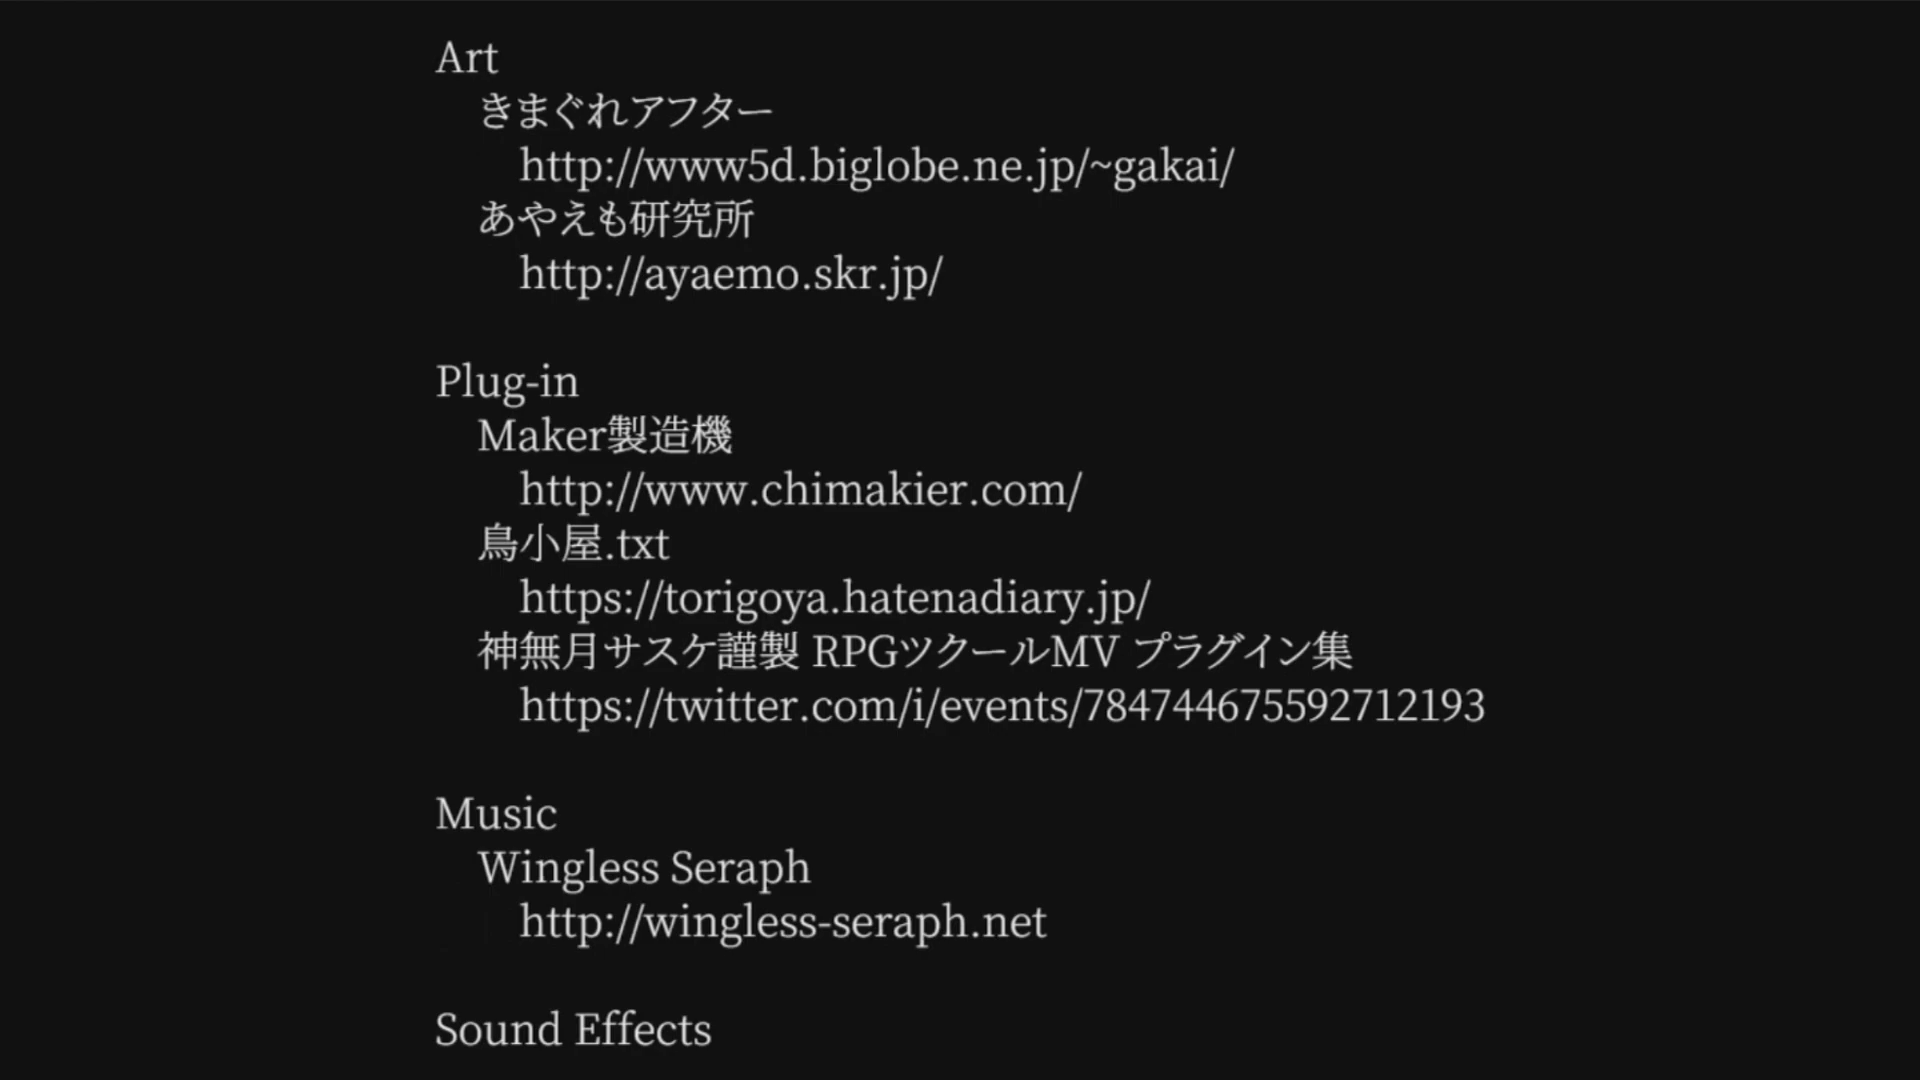 Art
きまぐれアフター
http://www5d.biglobe.ne.jp/~gakai/
あやえも研究所
http://ayaemo.skr.jp/
Plug-in
Maker製造機
http://www.chimakier.com/
鳥小屋.txt
https://torigoya.hatenadiary.jp/
神無月サスケ謹製 RPGツクールMV プラグイン集
https://twitter.com/i/events/784744675592712193
Music
Wingless Seraph
http://wingless-seraph.net
Sound Effects